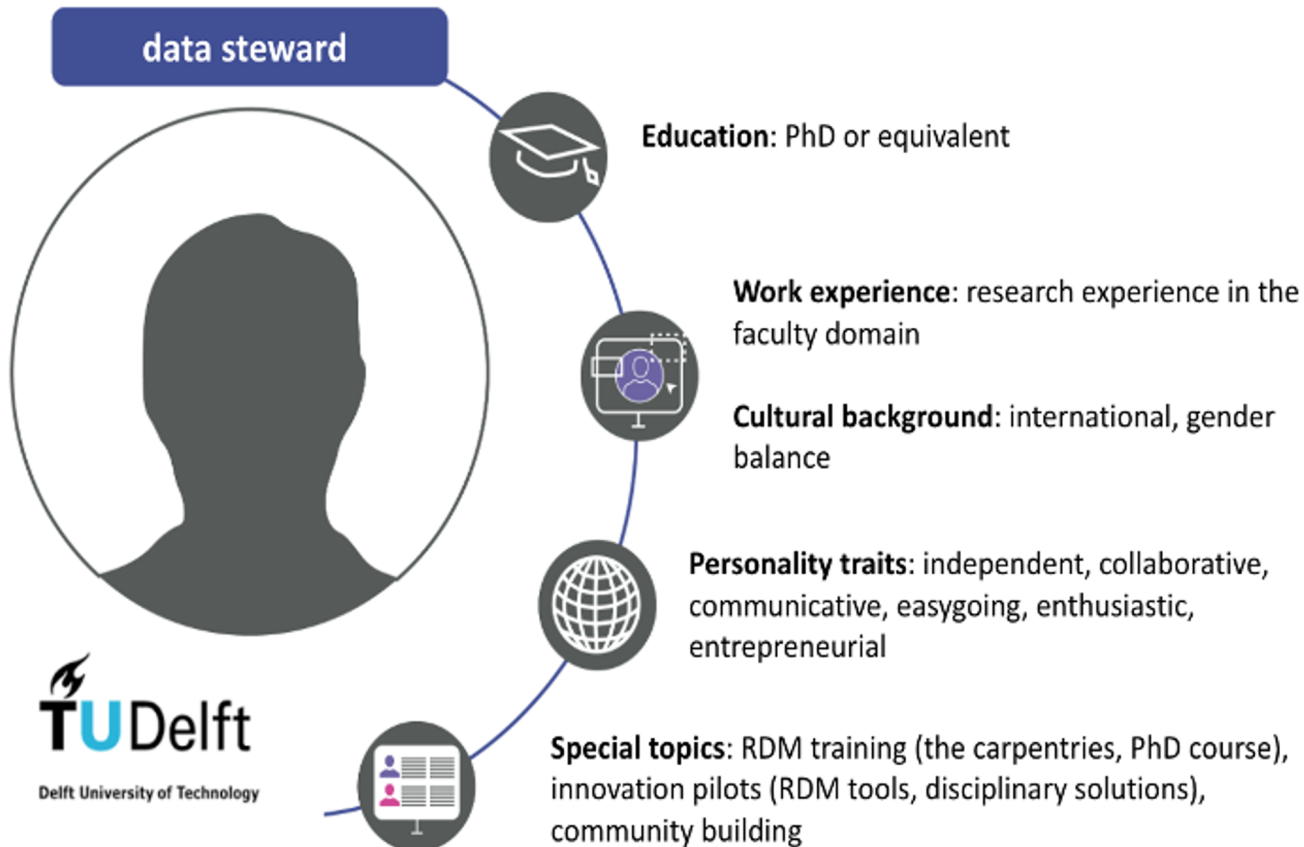 data steward
Education: PhD or equivalent
Work experience: research experience in the
faculty domain
Cultural background: international, gender
balance
Personality traits: independent, collaborative,
communicative, easygoing, enthusiastic,
entrepreneurial
TUDelft
Delft University of Technology
Special topics: RDM training (the carpentries, PhD course),
innovation pilots (RDM tools, disciplinary solutions),
community building